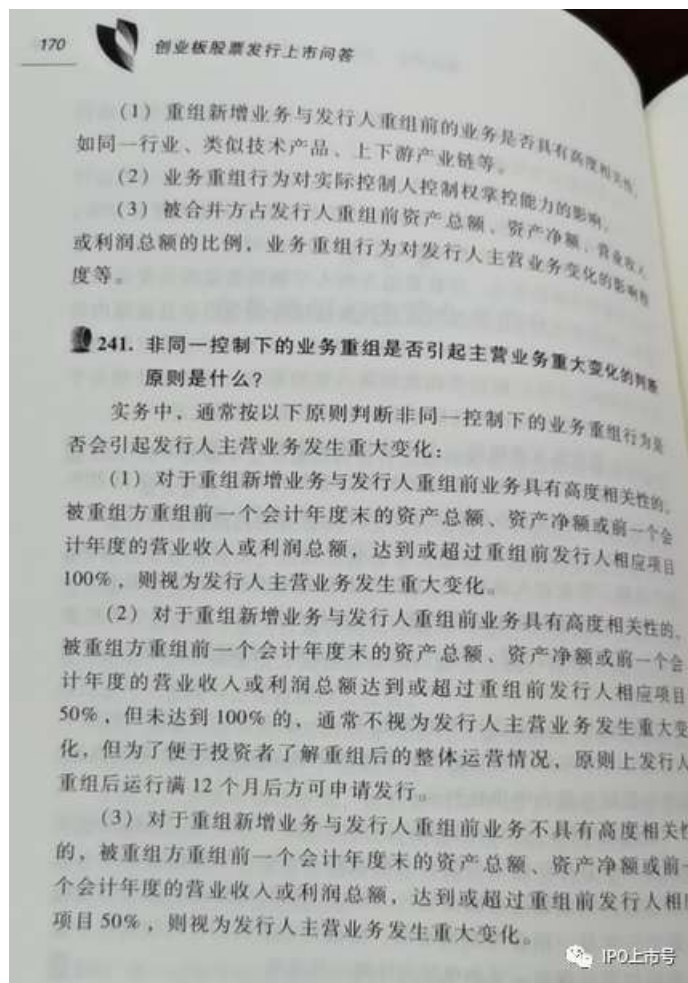 170
创业板股票发行上市问答
(1) 重组新增业务与发行人重组前的业务是否具有高度相关性，
如同一行业、类似技术产品、上下游产业链等。
(2) 业务重组行为对实际控制人控制权掌控能力的影响。
(3) 被合并方占发行人重组前资产总额、资产净额、营业收入
或利润总额的比例，业务重组行为对发行人主营业务变化的影响程
度等。
241. 非同一控制下的业务重组是否引起主营业务重大变化的判断
原则是什么？
实务中，通常按以下原则判断非同一控制下的业务重组行为是
否会引起发行人主营业务发生重大变化：
(1) 对于重组新增业务与发行人重组前业务具有高度相关性的，
被重组方重组前一个会计年度末的资产总额、资产净额或前一个会
计年度的营业收入或利润总额，达到或超过重组前发行人相应项目
100%，则视为发行人主营业务发生重大变化。
(2) 对于重组新增业务与发行人重组前业务具有高度相关性的，
被重组方重组前一个会计年度末的资产总额、资产净额或前一个会
计年度的营业收入或利润总额达到或超过重组前发行人相应项目
50%，但未达到100%的，通常不视为发行人主营业务发生重大变
化，但为了便于投资者了解重组后的整体运营情况，原则上发行人
重组后运行满12个月后方可申请发行。
(3) 对于重组新增业务与发行人重组前业务不具有高度相关性
的，被重组方重组前一个会计年度末的资产总额、资产净额或前一
个会计年度的营业收入或利润总额，达到或超过重组前发行人相应
项目50%，则视为发行人主营业务发生重大变化。
IPO上市号